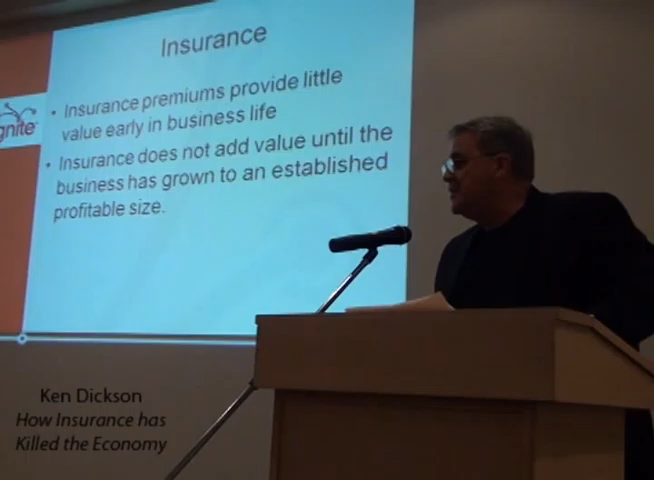 Insurance
gnite
• Insurance premiums provide little
value early in business life
• Insurance does not add value until the
business has grown to an established
profitable size.
Ken Dickson
How Insurance has
Killed the Economy